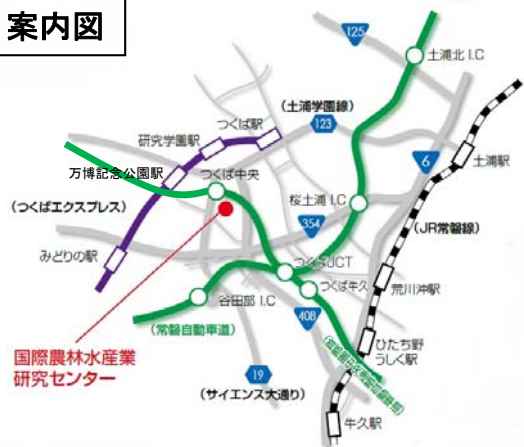 案内図
125
土浦北 I.C
つくば駅
(土浦学園線)
123
研究学園駅
6
土浦駅
万博記念公園駅
つくば中央
桜土浦 I.C
(つくばエクスプレス)
354
(JR常磐線)
みどりの駅
つくばJCT
つくば牛久
荒川沖駅
谷田部 I.C
408
(常磐自動車道)
ひたち野
うしく駅
国際農林水産業
研究センター
19
(サイエンス大通り)
牛久駅